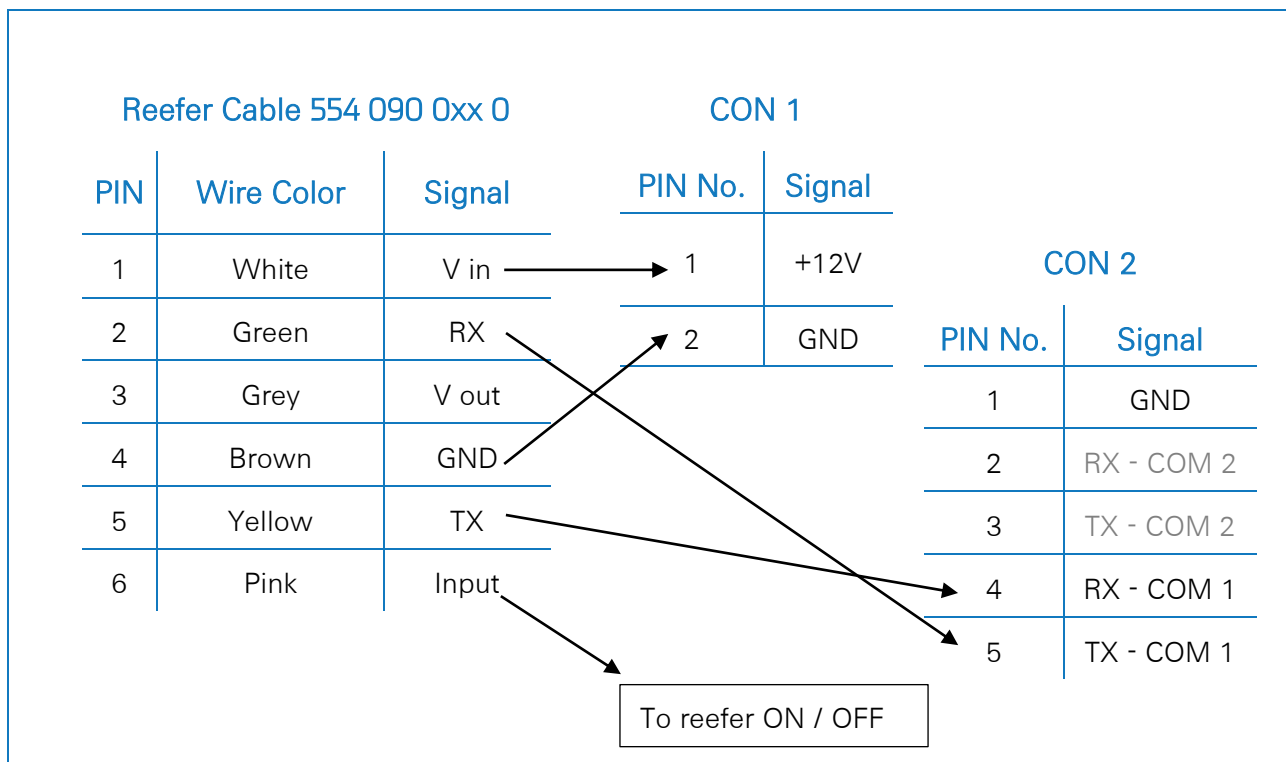 Reefer Cable 554 090 0xx 0
PIN Wire Color Signal
1 White V in
2 Green RX
3 Grey V out
4 Brown GND
5 Yellow TX
6 Pink Input
CON 1
PIN No. Signal
1 +12V
2 GND
CON 2
PIN No. Signal
1 GND
2 RX - COM 2
3 TX - COM 2
4 RX - COM 1
5 TX - COM 1
To reefer ON / OFF